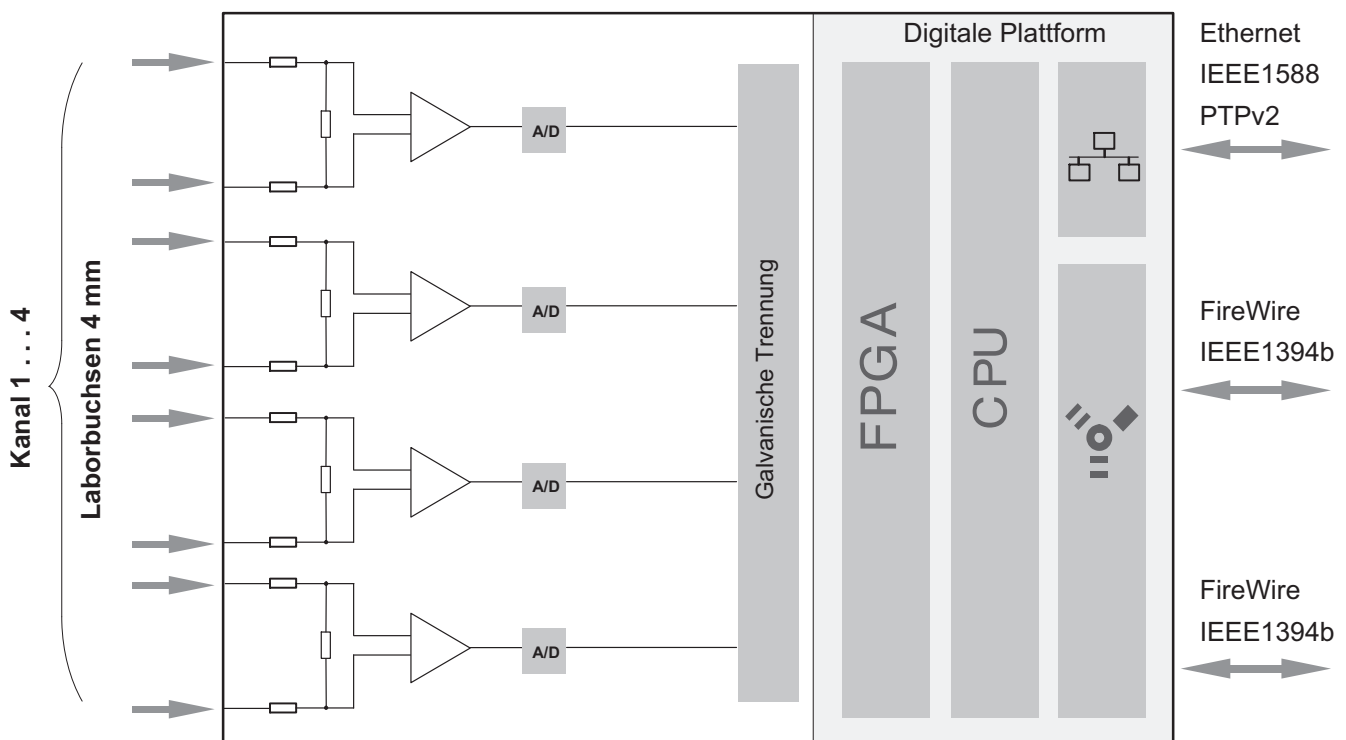 Kanal 1 . . . 4
Laborbuchsen 4 mm
A/D
A/D
A/D
A/D
Galvanische Trennung
Digitale Plattform
FPGA
CPU
Ethernet
IEEE1588
PTPv2
FireWire
IEEE1394b
FireWire
IEEE1394b